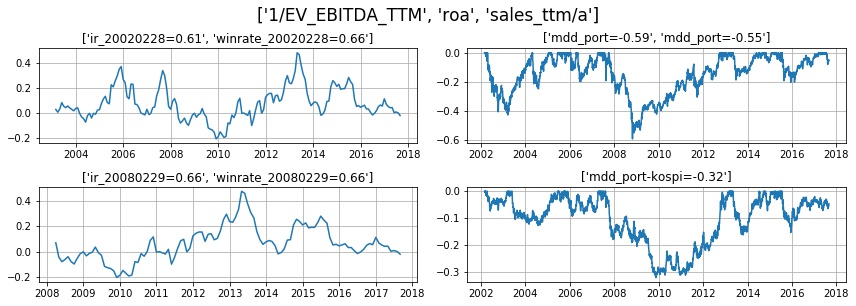 ['1/EV_EBITDA_TTM', 'roa', 'sales_ttm/a']
['ir_20020228=0.61', 'winrate_20020228=0.66']
0.4
0.2
0.0
−0.2
2004 2006 2008 2010 2012 2014 2016 2018
['mdd_port=-0.59', 'mdd_port=-0.55']
0.0
−0.2
−0.4
−0.6
2002 2004 2006 2008 2010 2012 2014 2016 2018
['ir_20080229=0.66', 'winrate_20080229=0.66']
0.4
0.2
0.0
−0.2
2008 2009 2010 2011 2012 2013 2014 2015 2016 2017 2018
['mdd_port-kospi=-0.32']
0.0
−0.1
−0.2
−0.3
2002 2004 2006 2008 2010 2012 2014 2016 2018